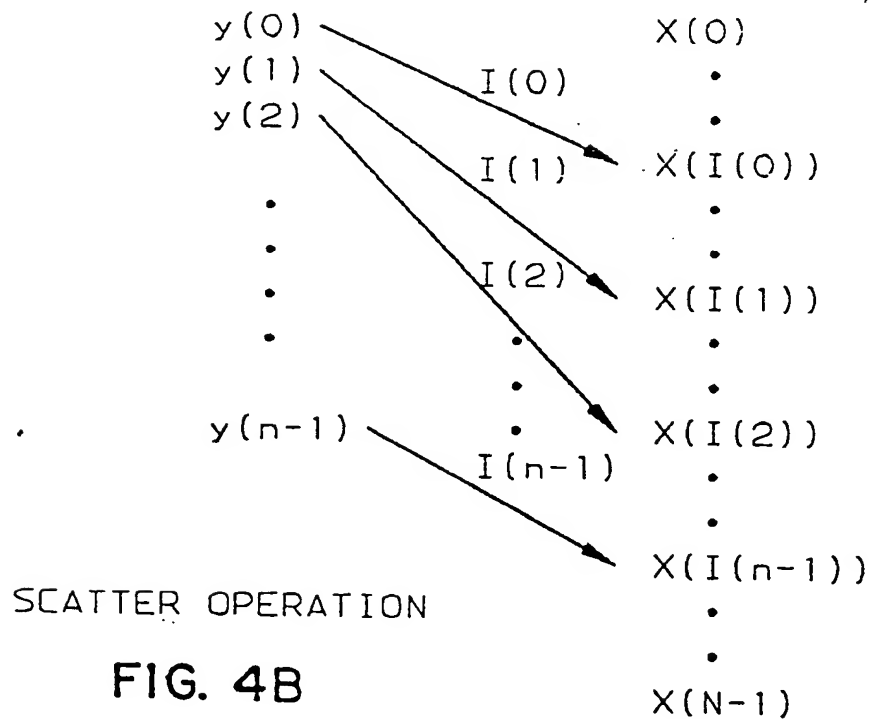 y(0)
y(1)
y(2)
y(n-1)
I(0)
I(1)
I(2)
I(n-1)
X(0)
X(I(0))
X(I(1))
X(I(2))
X(I(n-1))
X(N-1)
SCATTER OPERATION
FIG. 4B